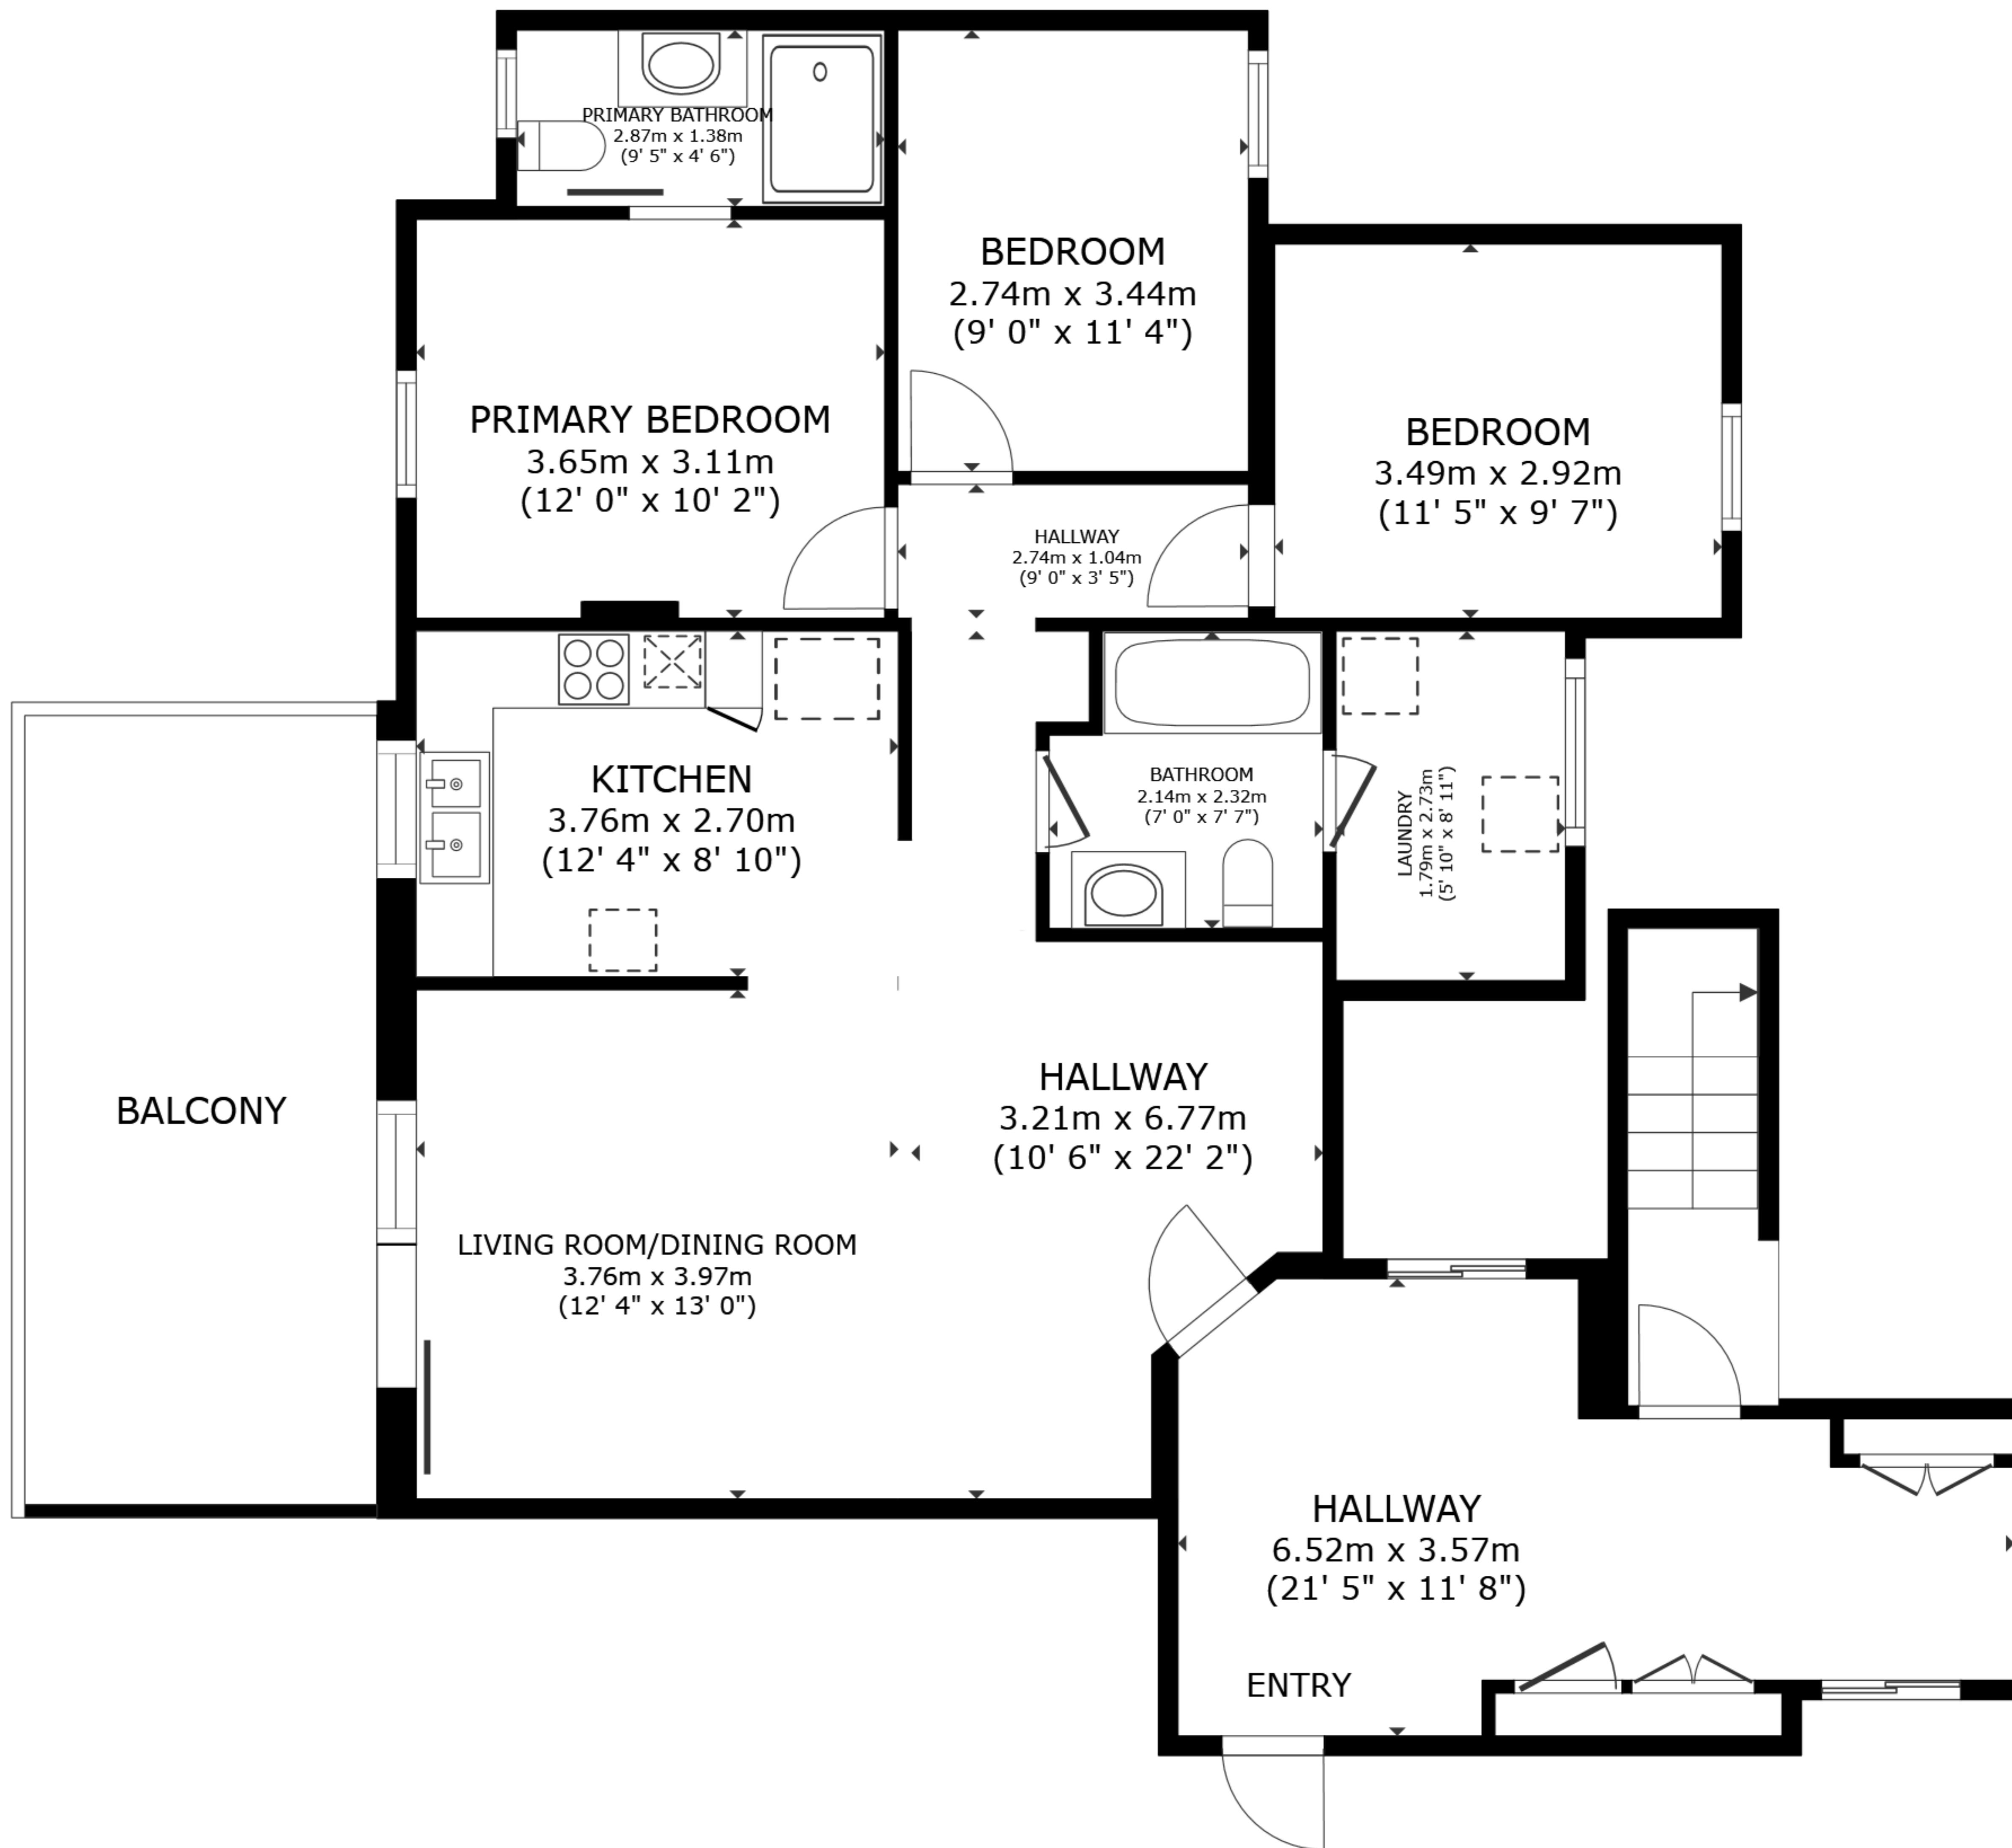 PRIMARY BATHROOM
2.87m x 1.38m
(9' 5" x 4' 6")
BEDROOM
2.74m x 3.44m
(9' 0" x 11' 4")
PRIMARY BEDROOM
3.65m x 3.11m
(12' 0" x 10' 2")
BEDROOM
3.49m x 2.92m
(11' 5" x 9' 7")
HALLWAY
2.74m x 1.04m
(9' 0" x 3' 5")
KITCHEN
3.76m x 2.70m
(12' 4" x 8' 10")
BATHROOM
2.14m x 2.32m
(7' 0" x 7' 7")
LAUNDRY
1.79m x 2.73m
(5' 10" x 8' 11")
BALCONY
HALLWAY
3.21m x 6.77m
(10' 6" x 22' 2")
LIVING ROOM/DINING ROOM
3.76m x 3.97m
(12' 4" x 13' 0")
HALLWAY
6.52m x 3.57m
(21' 5" x 11' 8")
ENTRY